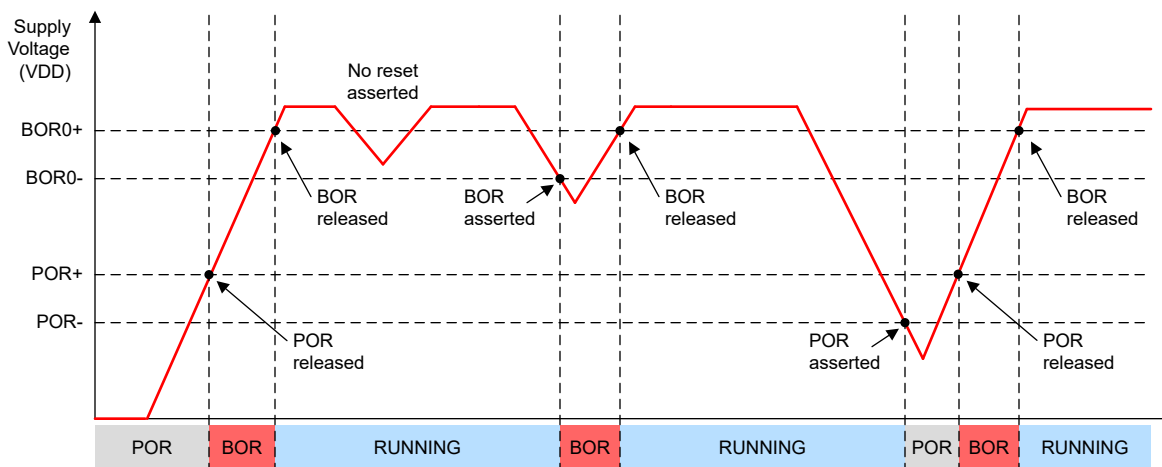 Supply
Voltage
(VDD)
No reset
asserted
BOR0+
BOR0-
BOR
released
BOR
asserted
BOR
released
BOR
released
POR+
POR-
POR
released
POR
asserted
POR
released
POR BOR RUNNING BOR RUNNING POR BOR RUNNING